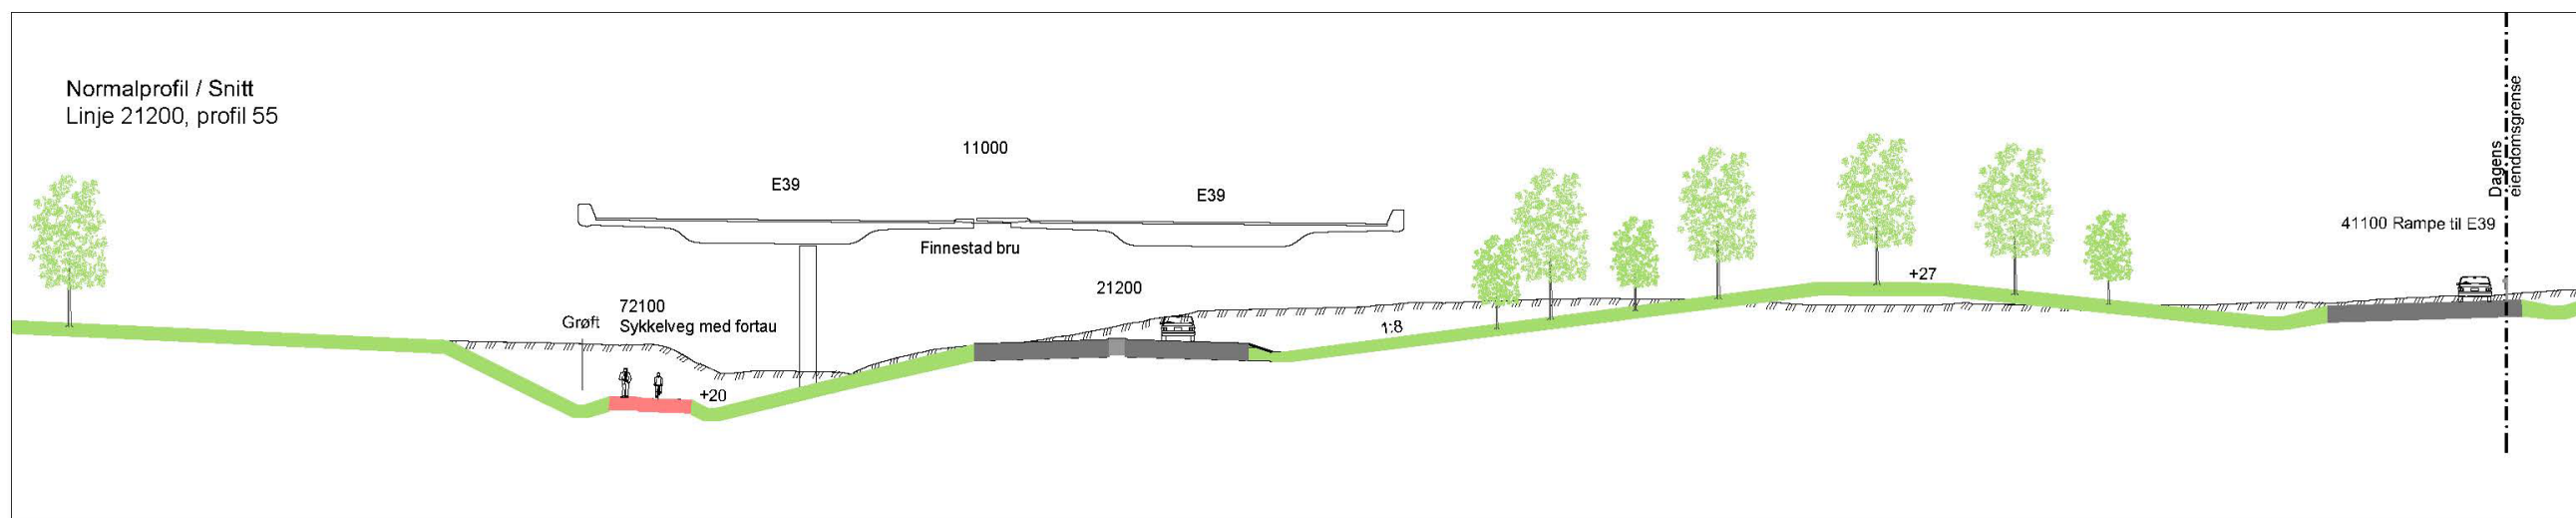 Normalprofil / Snitt
Linje 21200, profil 55
11000
E39
E39
Finnestad bru
21200
72100
Sykkelveg med fortau
Grøft
+20
1:8
+27
41100 Rampe til E39
Dagens
eiendomsgrense